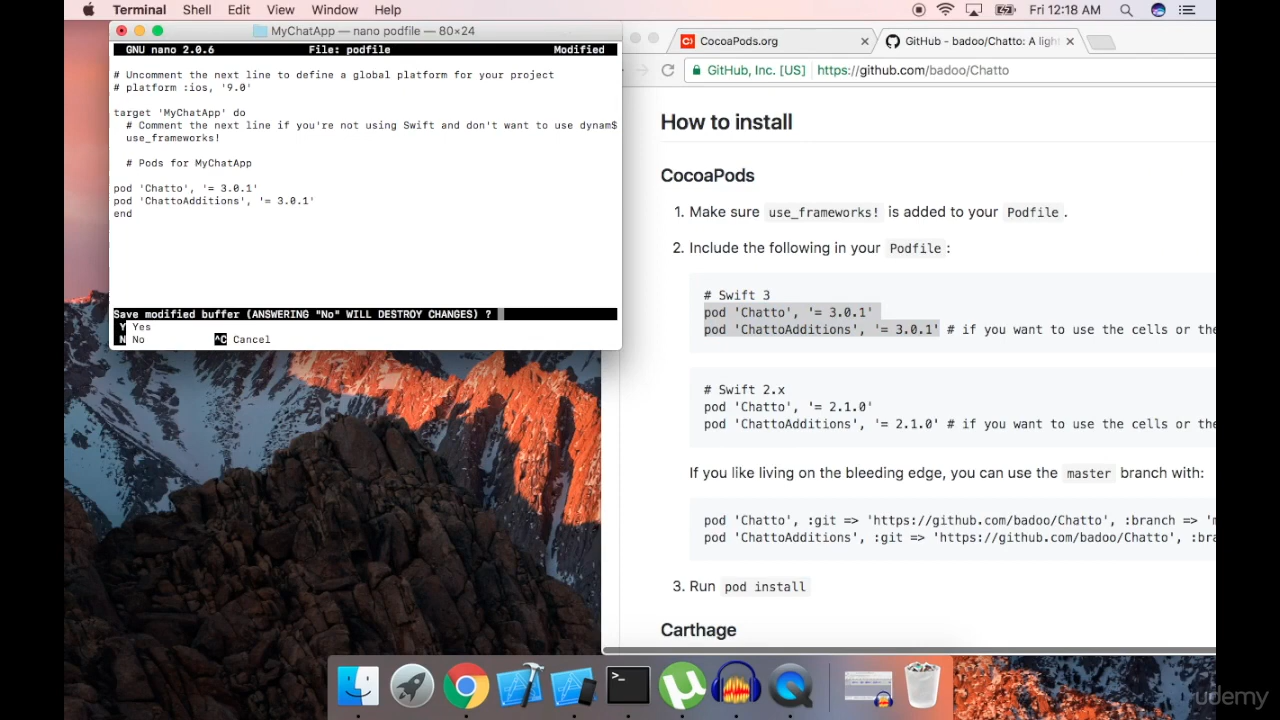 Terminal Shell Edit View Window Help Fri 12:18 AM
MyChatApp — nano podfile — 80×24
GNU nano 2.0.6 File: podfile Modified
# Uncomment the next line to define a global platform for your project
# platform :ios, '9.0'
target 'MyChatApp' do
# Comment the next line if you're not using Swift and don't want to use dynam$
use_frameworks!
# Pods for MyChatApp
pod 'Chatto', '= 3.0.1'
pod 'ChattoAdditions', '= 3.0.1'
end
Save modified buffer (ANSWERING "No" WILL DESTROY CHANGES) ?
Y Yes
N No ^C Cancel
CocoaPods.org
GitHub - badoo/Chatto: A ligh
GitHub, Inc. [US] https://github.com/badoo/Chatto
How to install
CocoaPods
1. Make sure use_frameworks! is added to your Podfile.
2. Include the following in your Podfile:
# Swift 3
pod 'Chatto', '= 3.0.1'
pod 'ChattoAdditions', '= 3.0.1' # if you want to use the cells or the
# Swift 2.x
pod 'Chatto', '= 2.1.0'
pod 'ChattoAdditions', '= 2.1.0' # if you want to use the cells or the
If you like living on the bleeding edge, you can use the master branch with:
pod 'Chatto', :git => 'https://github.com/badoo/Chatto', :branch => 'm
pod 'ChattoAdditions', :git => 'https://github.com/badoo/Chatto', :bra
3. Run pod install
Carthage
>_
udemy